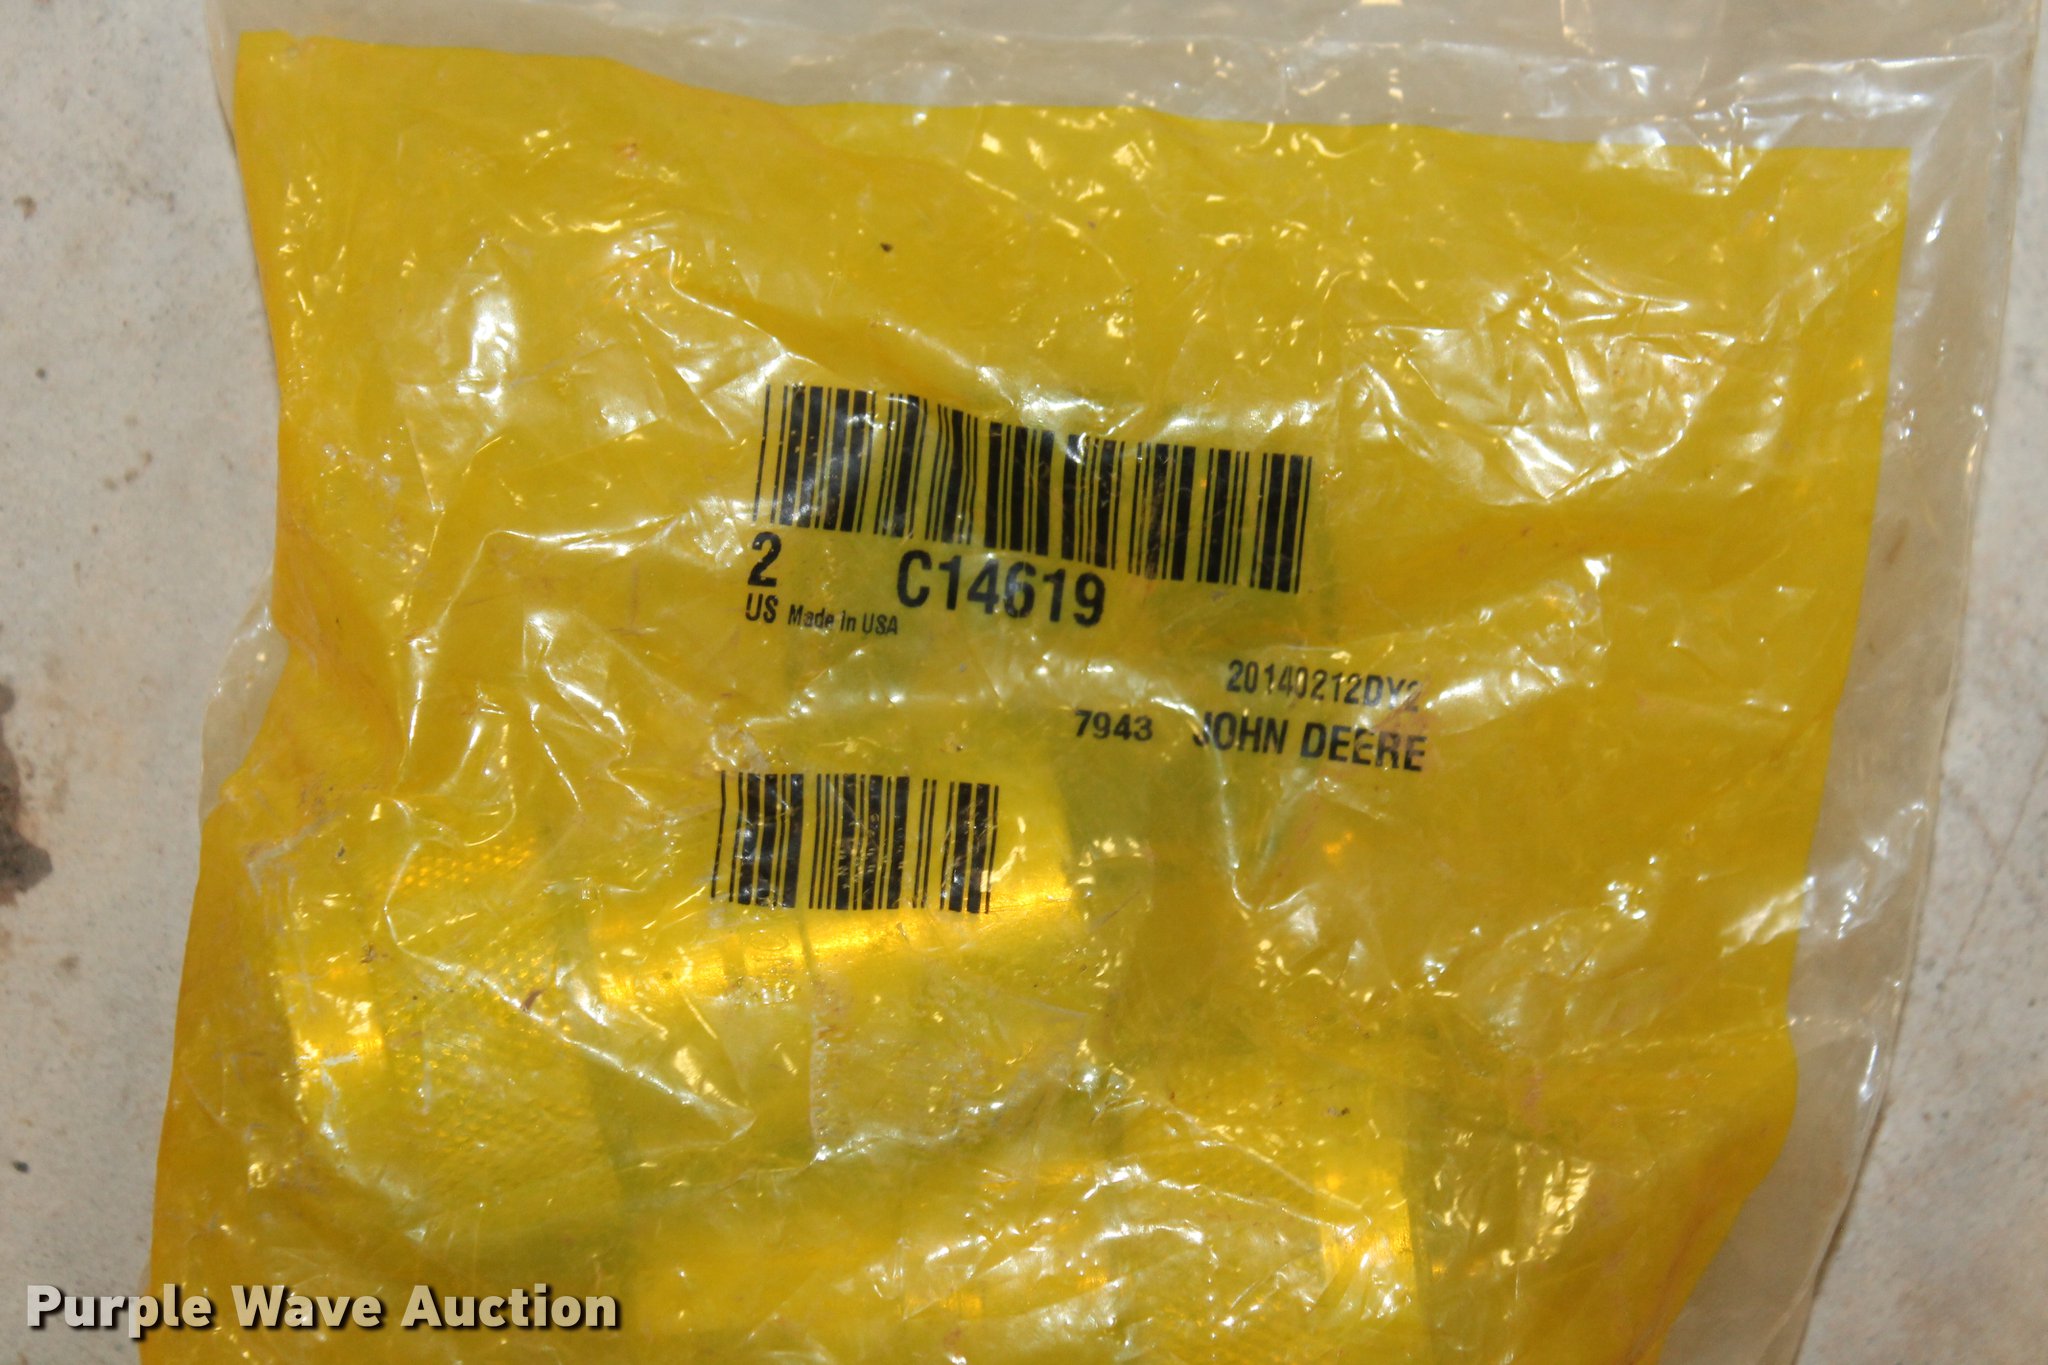 2 C14619
US Made in USA
20140212DY2
7943 JOHN DEERE
Purple Wave Auction